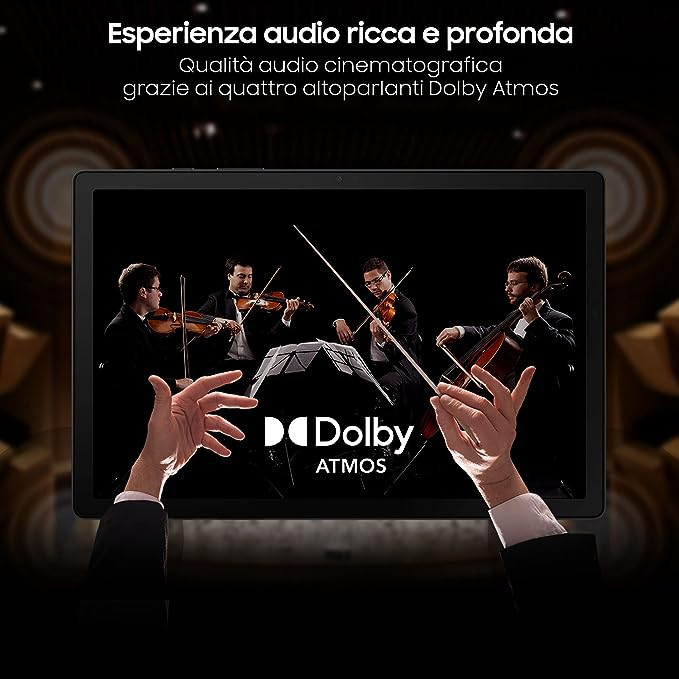 Esperienza audio ricca e profonda
Qualità audio cinematografica
grazie ai quattro altoparlanti Dolby Atmos
Dolby
ATMOS